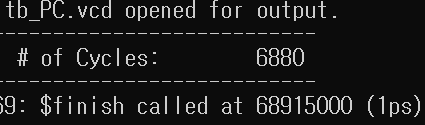 tb_PC.vcd opened for output.
----------------------------
# of Cycles: 6880
----------------------------
69: $finish called at 68915000 (1ps)